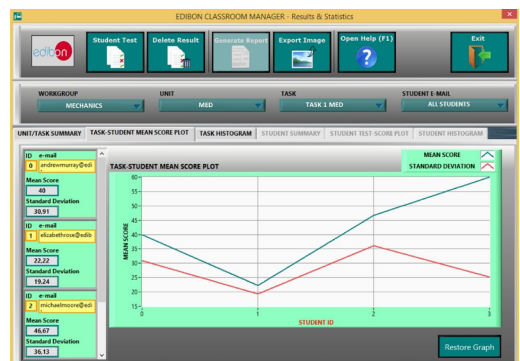 EDIBON CLASSROOM MANAGER - Results & Statistics
edibon
Student Test
Delete Result
Generate Report
Export Image
Open Help (F1)
Exit
WORKGROUP
UNIT
TASK
STUDENT E-MAIL
MECHANICS
MED
TASK 1 MED
ALL STUDENTS
UNIT/TASK SUMMARY
TASK-STUDENT MEAN SCORE PLOT
TASK HISTOGRAM
STUDENT SUMMARY
STUDENT TEST-SCORE PLOT
STUDENT HISTOGRAM
ID e-mail
0 andrewmurray@edi
Mean Score
40
Standard Deviation
30,91
ID e-mail
1 elizabethrose@edib
Mean Score
22,22
Standard Deviation
19,24
ID e-mail
2 michaelmoore@edi
Mean Score
46,67
Standard Deviation
36,13
TASK-STUDENT MEAN SCORE PLOT
MEAN SCORE
STANDARD DEVIATION
MEAN SCORE
60
55
50
45
40
35
30
25
20
15
0 1 2 3
STUDENT ID
Restore Graph